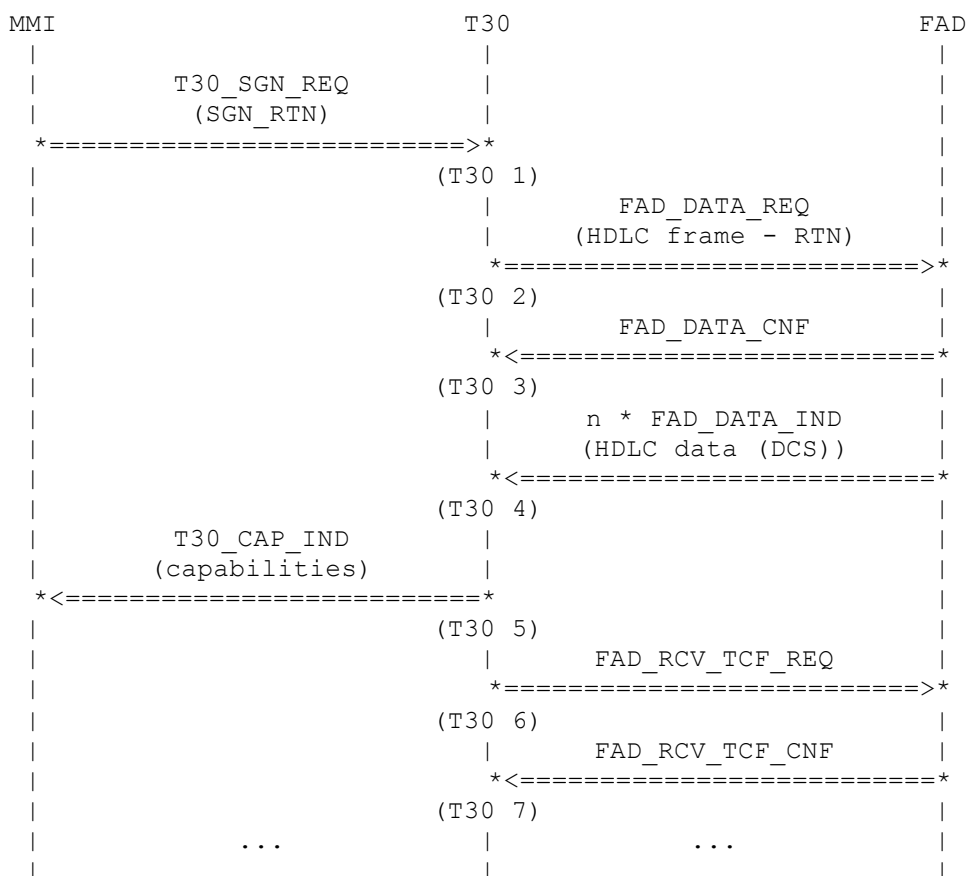 MMI T30 FAD
T30_SGN_REQ
(SGN_RTN)
*==========================>*
(T30 1)
FAD_DATA_REQ
(HDLC frame - RTN)
*==========================>*
(T30 2)
FAD_DATA_CNF
*<==========================*
(T30 3)
n * FAD_DATA_IND
(HDLC data (DCS))
*<==========================*
(T30 4)
T30_CAP_IND
(capabilities)
*<==========================*
(T30 5)
FAD_RCV_TCF_REQ
*==========================>*
(T30 6)
FAD_RCV_TCF_CNF
*<==========================*
(T30 7)
... ...